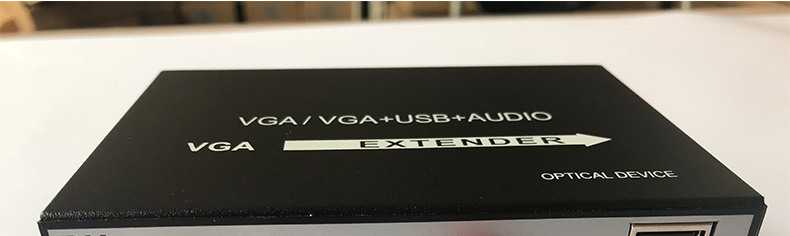 VGA / VGA+USB+AUDIO
VGA EXTENDER
OPTICAL DEVICE